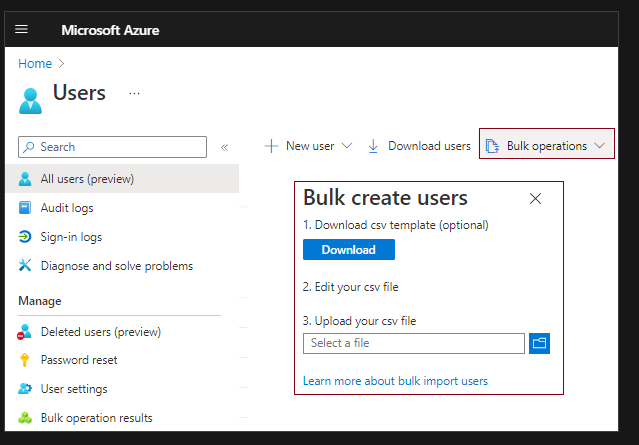 Microsoft Azure
Home
Users ...
Search
New user
Download users
Bulk operations
All users (preview)
Audit logs
Sign-in logs
Diagnose and solve problems
Manage
Deleted users (preview)
Password reset
User settings
Bulk operation results
Bulk create users
1. Download csv template (optional)
Download
2. Edit your csv file
3. Upload your csv file
Select a file
Learn more about bulk import users